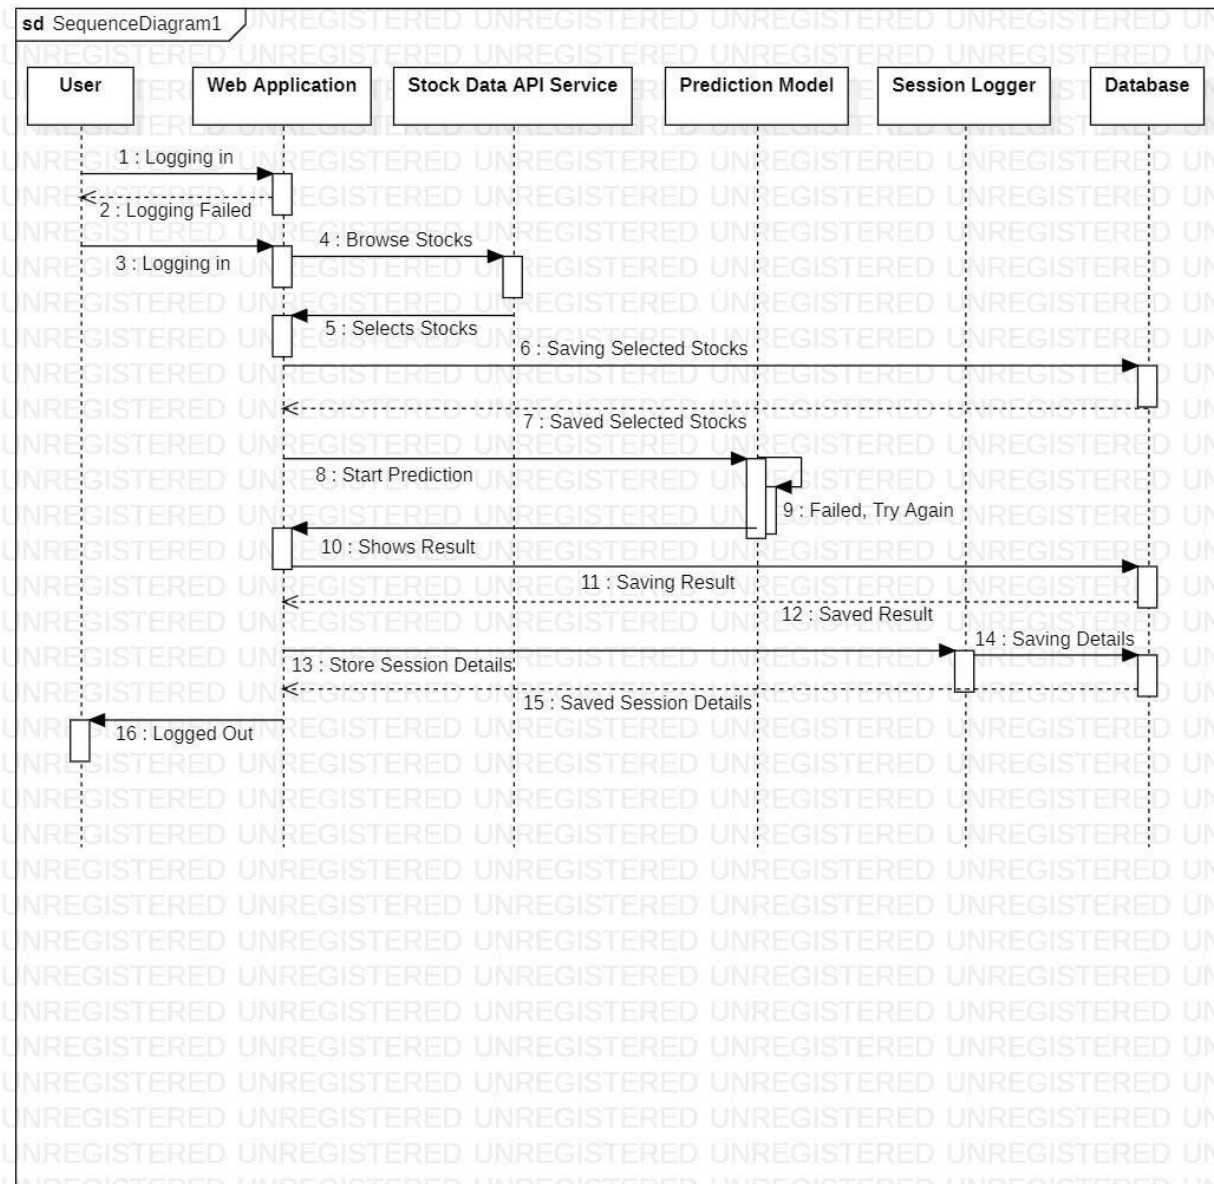 sd SequenceDiagram1
User
Web Application
Stock Data API Service
Prediction Model
Session Logger
Database
1 : Logging in
2 : Logging Failed
3 : Logging in
4 : Browse Stocks
5 : Selects Stocks
6 : Saving Selected Stocks
7 : Saved Selected Stocks
8 : Start Prediction
9 : Failed, Try Again
10 : Shows Result
11 : Saving Result
12 : Saved Result
13 : Store Session Details
14 : Saving Details
15 : Saved Session Details
16 : Logged Out
UNREGISTERED